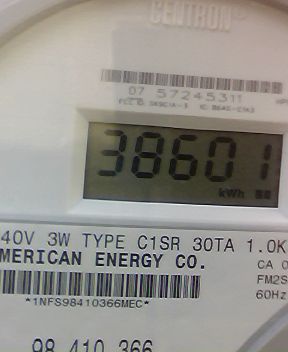 CENTRON
07 57245311
38601
kWh
40V 3W TYPE C1SR 30TA 1.0K
MERICAN ENERGY CO.
CA 0
FM2S
60Hz
*1NFS98410366MEC*
98 410 366